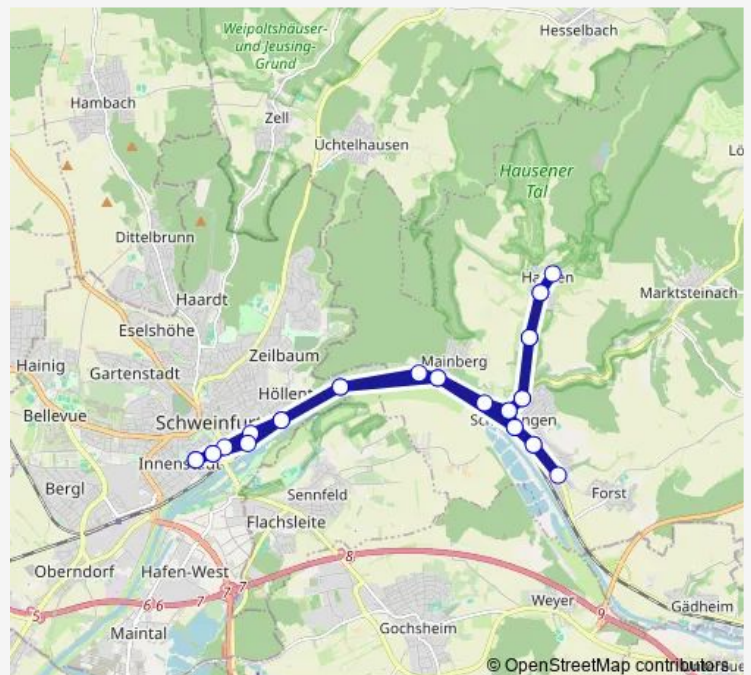 Weipoltshäuser-
und Jeusing-
Grund
Hesselbach
Hambach
Zell
Üchtelhausen
Lö
Hausener
Tal
Dittelbrunn
Haardt
Marktsteinach
Eselshöhe
Zeilbaum
Mainberg
Hainig
Gartenstadt
Höllent
Bellevue
Schweinfurt
Innenstadt
Bergl
Sennfeld
Forst
Flachsleite
Oberndorf
Hafen-West
8
7
7
7
6
6
5
Weyer
9
Gädheim
Maintal
Gochsheim
© OpenStreetMap contributors